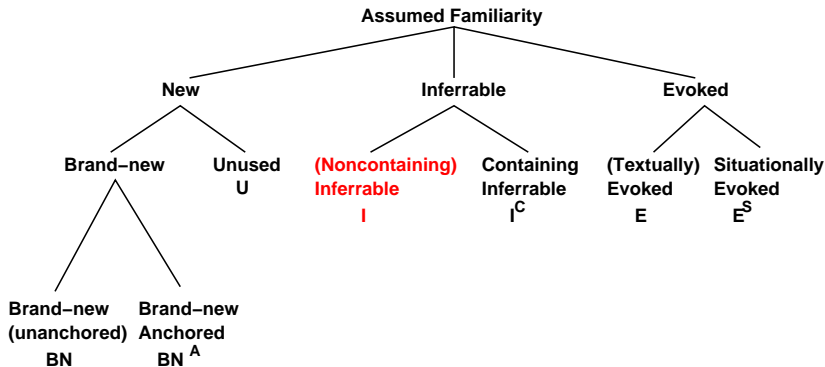 Assumed Familiarity
New Inferrable Evoked
Brand−new Unused U (Noncontaining) Inferrable I Containing Inferrable I^C (Textually) Evoked E Situationally Evoked E^S
Brand−new (unanchored) BN Brand−new Anchored BN^A